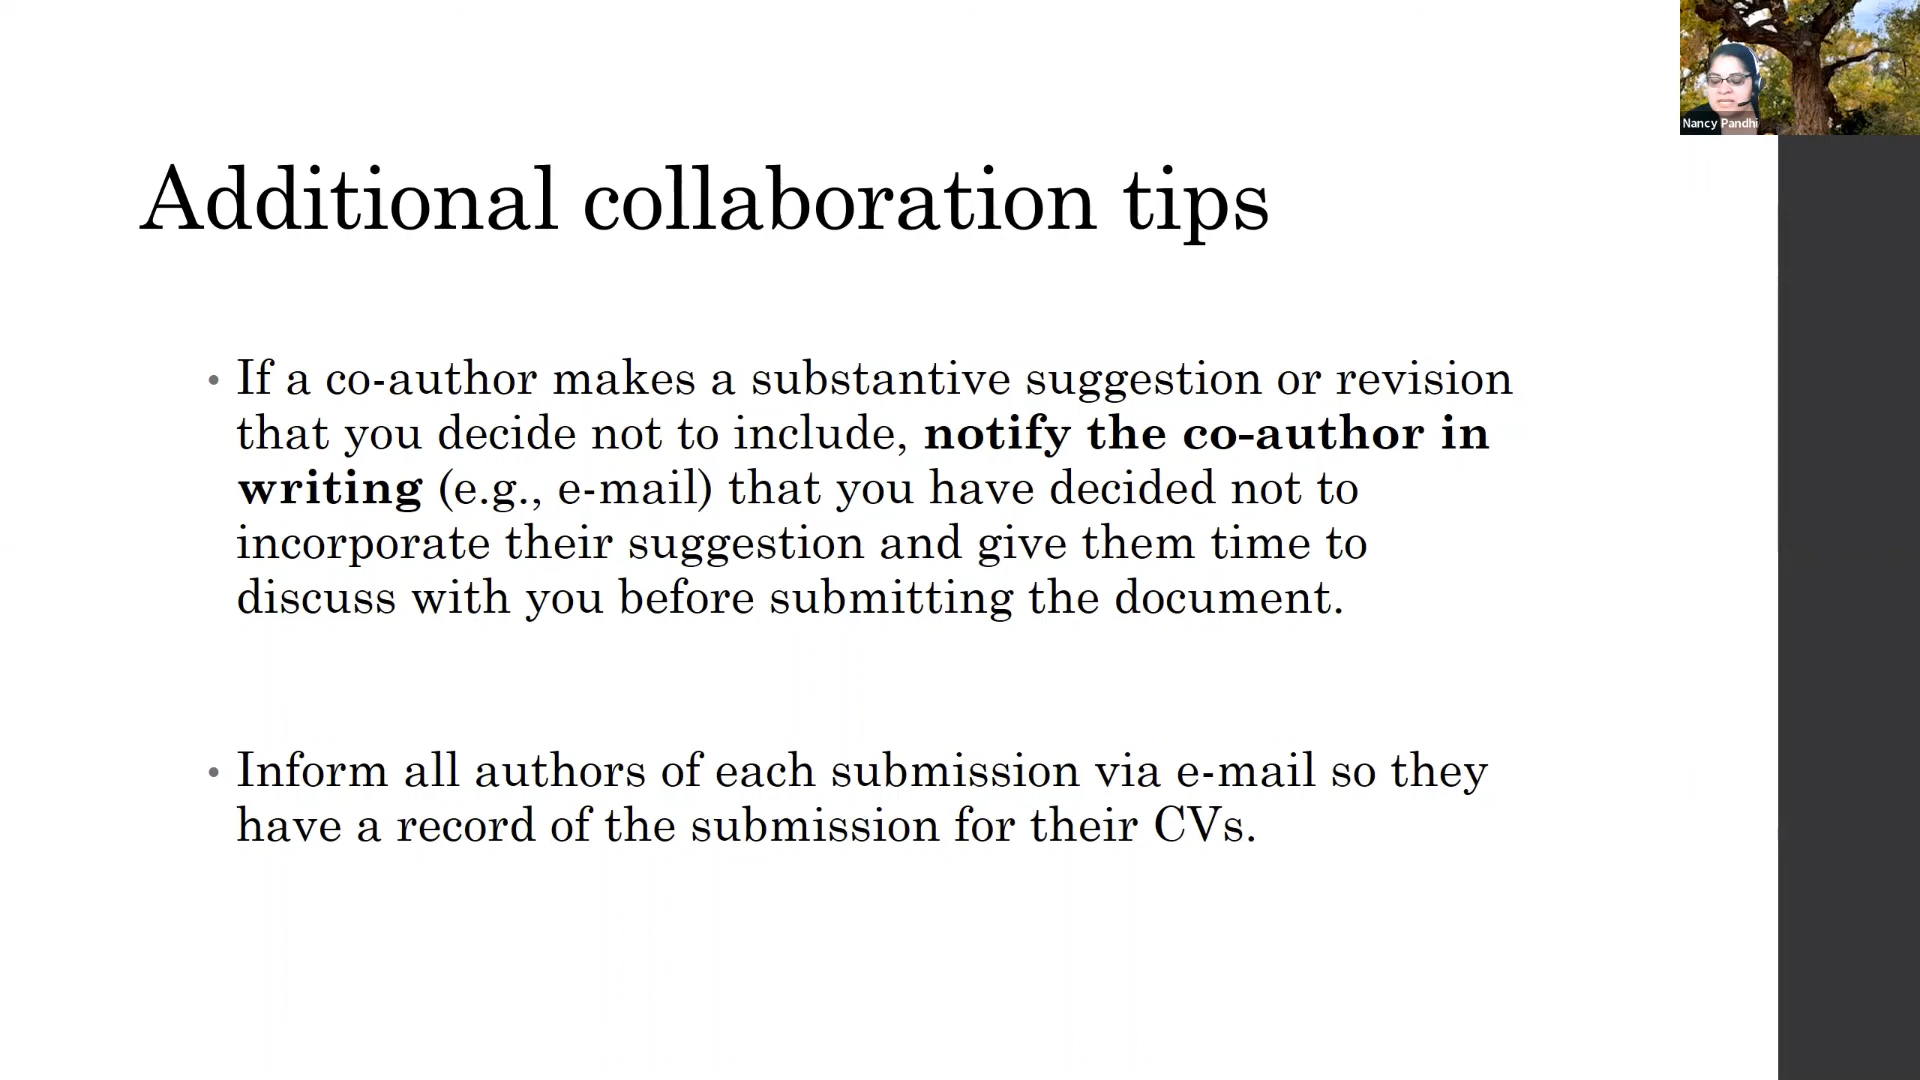 Nancy Pandhi
Additional collaboration tips
• If a co-author makes a substantive suggestion or revision
that you decide not to include, notify the co-author in
writing (e.g., e-mail) that you have decided not to
incorporate their suggestion and give them time to
discuss with you before submitting the document.
• Inform all authors of each submission via e-mail so they
have a record of the submission for their CVs.